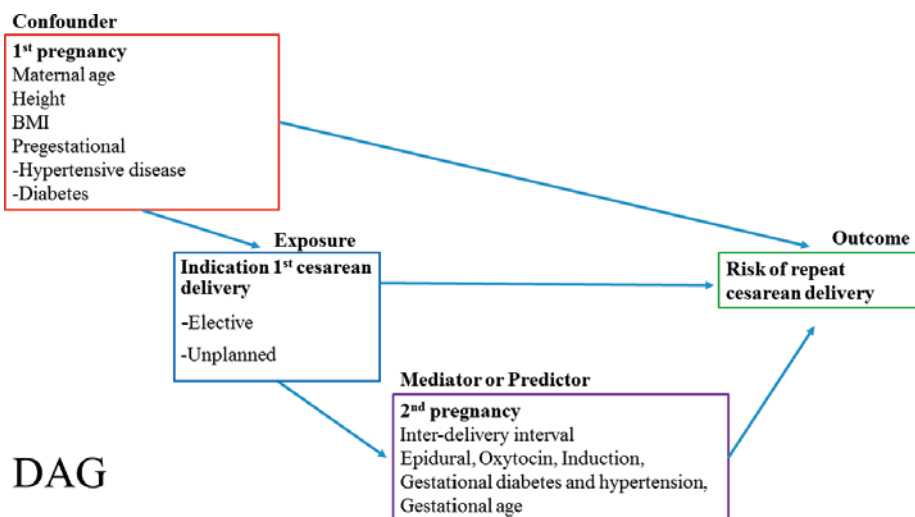 Confounder
1st pregnancy
Maternal age
Height
BMI
Pregestational
-Hypertensive disease
-Diabetes
Exposure
Indication 1st cesarean
delivery
-Elective
-Unplanned
Outcome
Risk of repeat
cesarean delivery
Mediator or Predictor
2nd pregnancy
Inter-delivery interval
Epidural, Oxytocin, Induction,
Gestational diabetes and hypertension,
Gestational age
DAG